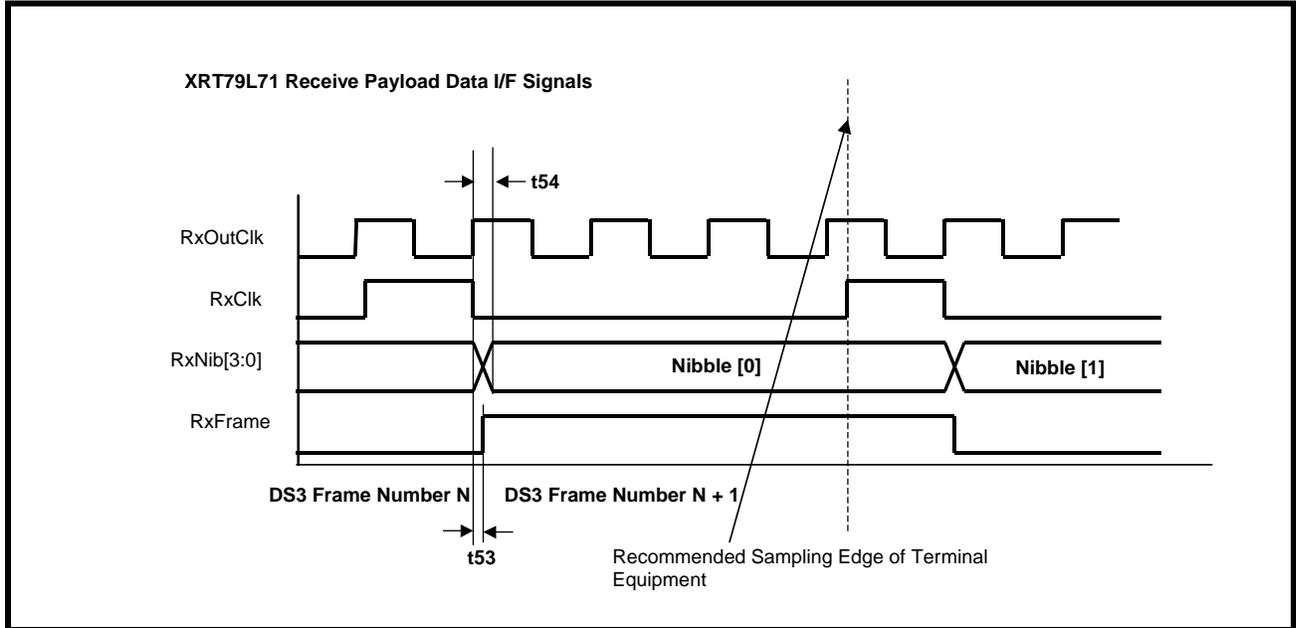 XRT79L71 Receive Payload Data I/F Signals
t54
RxOutClk
RxClk
RxNib[3:0]
Nibble [0]
Nibble [1]
RxFrame
DS3 Frame Number N
DS3 Frame Number N + 1
t53
Recommended Sampling Edge of Terminal
Equipment